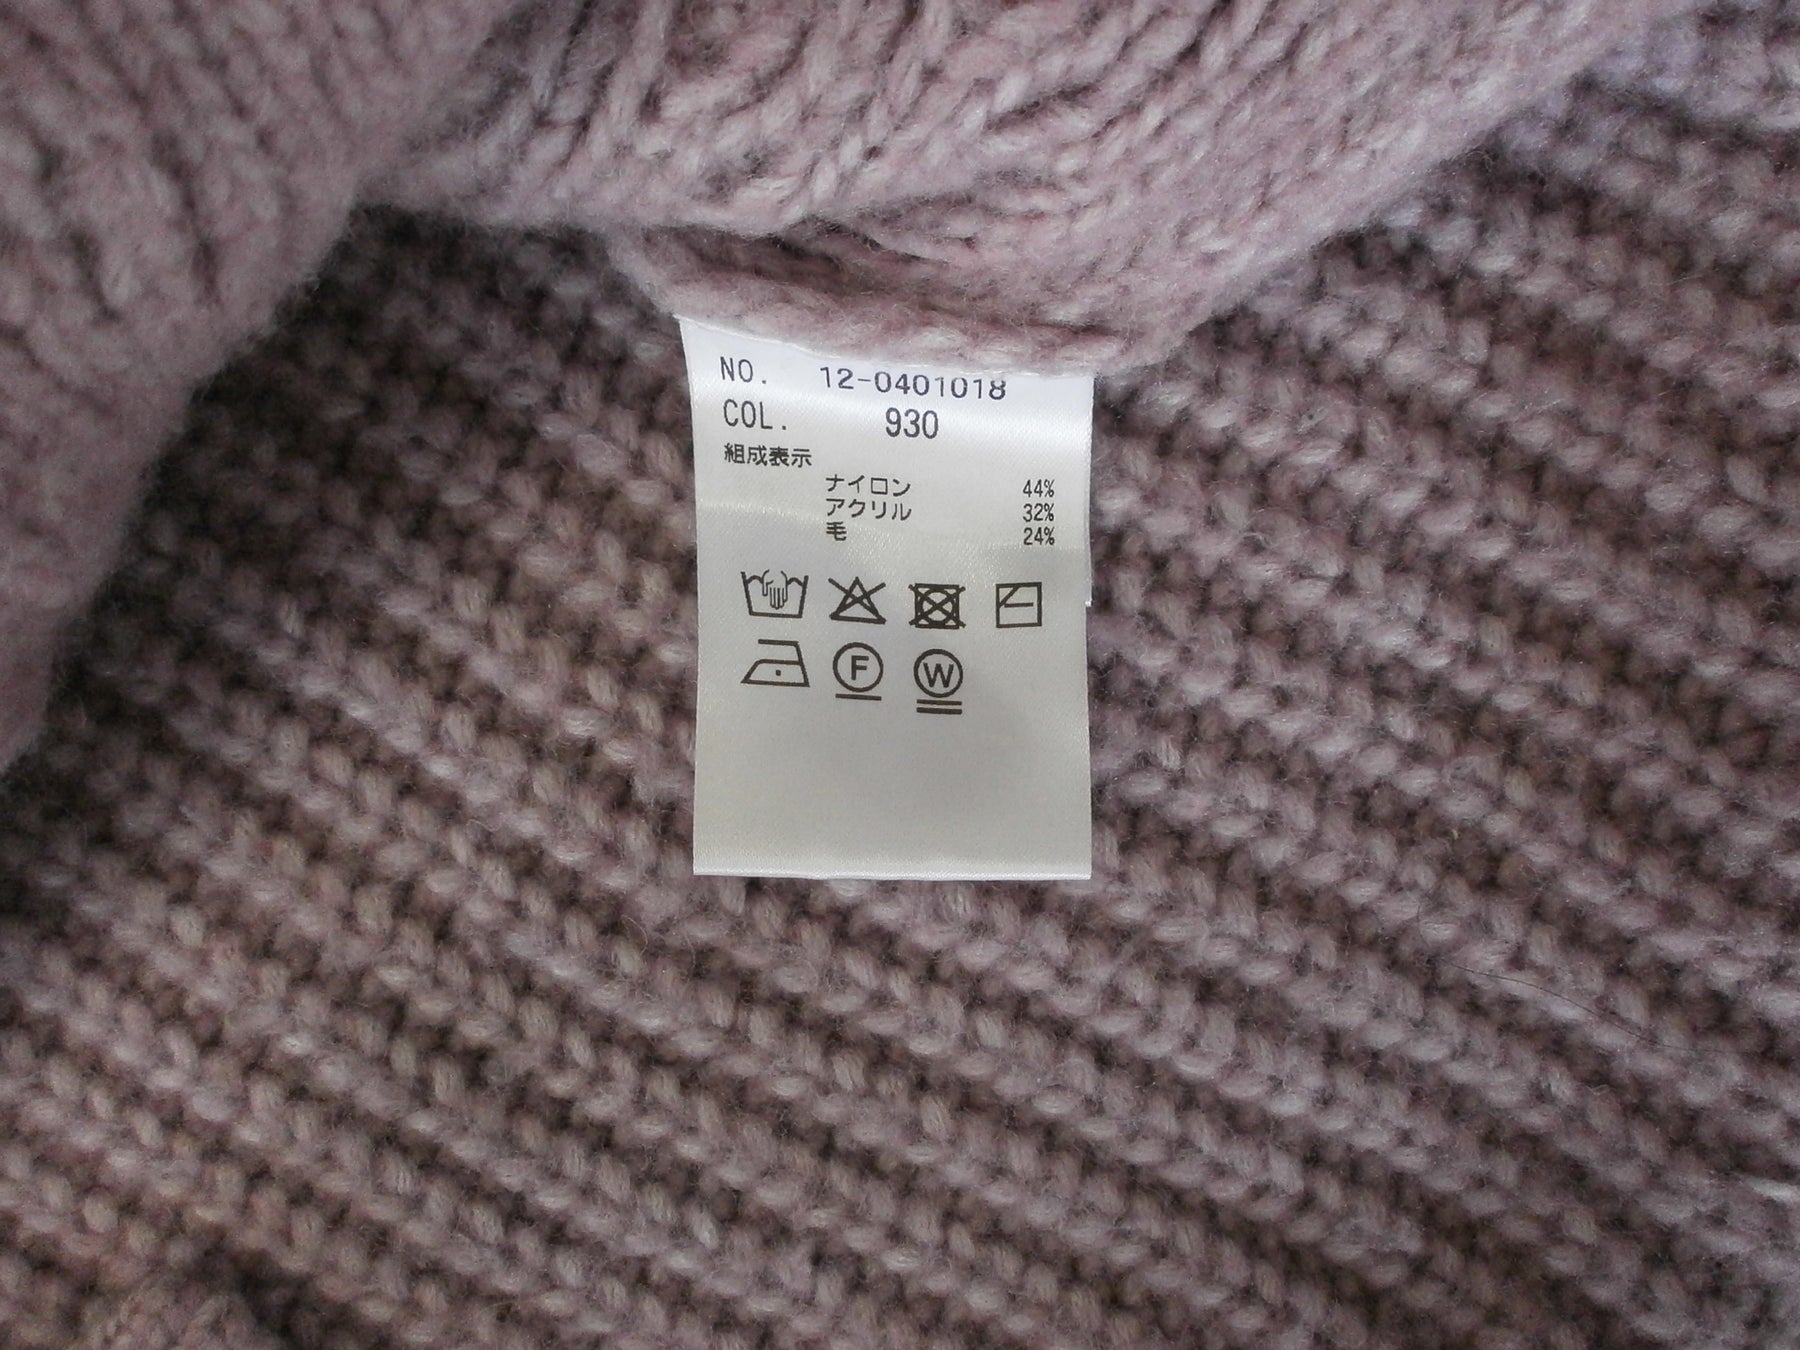 NO. 12-0401018
COL. 930
組成表示
ナイロン 44%
アクリル 32%
毛 24%
F W